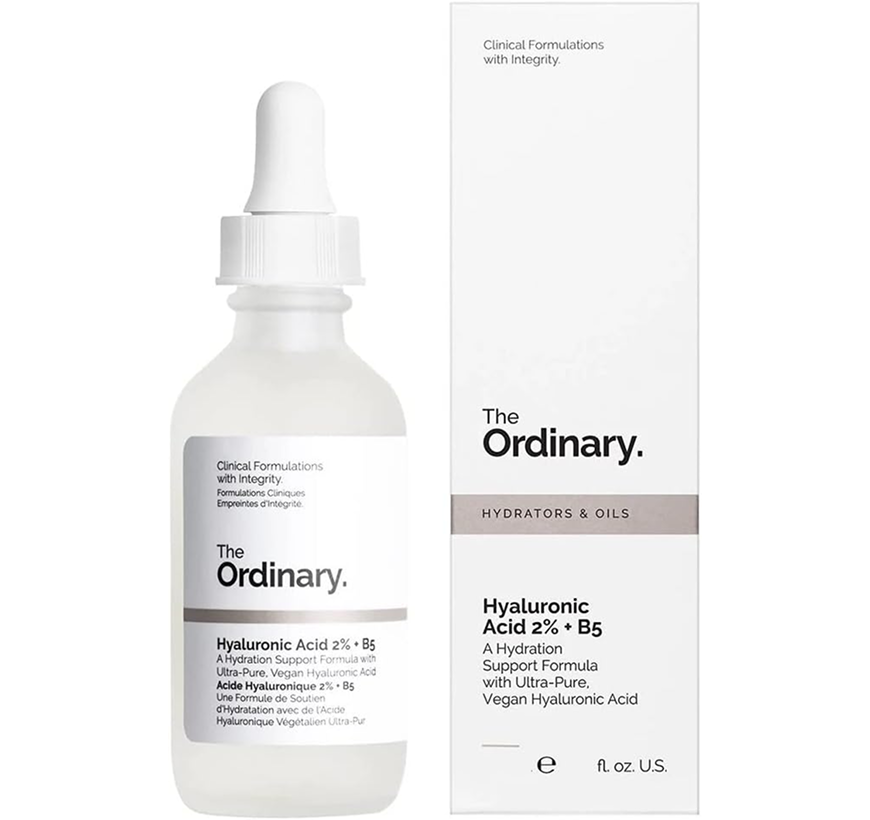 Clinical Formulations
with Integrity.
Formulations Cliniques
Empreintes d'Intégrité.
The
Ordinary.
Hyaluronic Acid 2% + B5
A Hydration Support Formula with
Ultra-Pure, Vegan Hyaluronic Acid
Acide Hyaluronique 2% + B5
Une Formule de Soutien
d'Hydratation avec de l'Acide
Hyaluronique Végétalien Ultra-Pur
Clinical Formulations
with Integrity.
The
Ordinary.
HYDRATORS & OILS
Hyaluronic
Acid 2% + B5
A Hydration
Support Formula
with Ultra-Pure,
Vegan Hyaluronic Acid
e fl. oz. U.S.